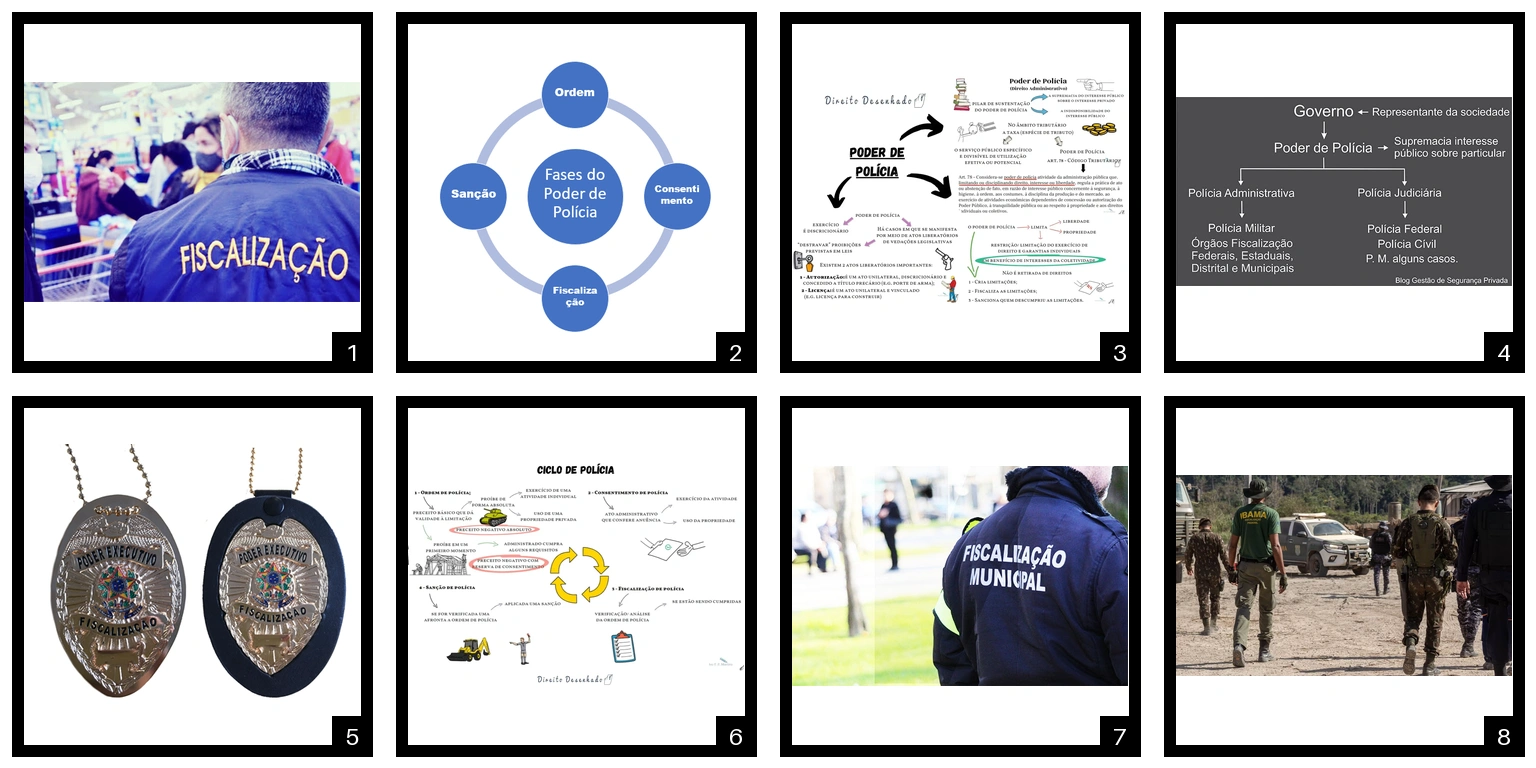 FISCALIZAÇÃO
1
Ordem
Sanção
Fases do
Poder de
Polícia
Consenti
mento
Fiscaliza
ção
2
Direito Desenhado
PODER DE
POLÍCIA
Poder de Polícia
(Direito Administrativo)
PILAR DE SUSTENTAÇÃO
DO PODER DE POLÍCIA
A SUPREMACIA DO INTERESSE PÚBLICO
SOBRE O INTERESSE PRIVADO
A INDISPONIBILIDADE DO
INTERESSE PÚBLICO
NO ÂMBITO TRIBUTÁRIO
A TAXA (ESPÉCIE DE TRIBUTO)
O SERVIÇO PÚBLICO ESPECÍFICO
E DIVISÍVEL DE UTILIZAÇÃO
EFETIVA OU POTENCIAL
PODER DE POLÍCIA
ART. 78 - CÓDIGO TRIBUTÁRIO
Art. 78 - Considera-se poder de polícia atividade da administração pública que,
limitando ou disciplinando direito, interesse ou liberdade, regula a prática de ato
ou abstenção de fato, em razão de interesse público concernente à segurança, à
higiene, à ordem, aos costumes, à disciplina da produção e do mercado, ao
exercício de atividades econômicas dependentes de concessão ou autorização do
Poder Público, à tranquilidade pública ou ao respeito à propriedade e aos direitos
individuais ou coletivos.
PODER DE POLÍCIA
EXERCÍCIO
É DISCRICIONÁRIO
HÁ CASOS EM QUE SE MANIFESTA
POR MEIO DE ATOS LIBERATÓRIOS
DE VEDAÇÕES LEGISLATIVAS
"DESTRAVAR" PROIBIÇÕES
PREVISTAS EM LEIS
EXISTEM 2 ATOS LIBERATÓRIOS IMPORTANTES:
1 - AUTORIZAÇÃO: É UM ATO UNILATERAL, DISCRICIONÁRIO E
CONCEDIDO A TÍTULO PRECÁRIO (E.G. PORTE DE ARMA);
2 - LICENÇA: É UM ATO UNILATERAL E VINCULADO
(E.G. LICENÇA PARA CONSTRUIR)
O PODER DE POLÍCIA
LIMITA
LIBERDADE
PROPRIEDADE
RESTRIÇÃO/LIMITAÇÃO DO EXERCÍCIO DE
DIREITO E GARANTIAS INDIVIDUAIS
EM BENEFÍCIO DE INTERESSES DA COLETIVIDADE
NÃO É RETIRADA DE DIREITOS
1 - CRIA LIMITAÇÕES;
2 - FISCALIZA AS LIMITAÇÕES;
3 - SANCIONA QUEM DESCUMPRIU AS LIMITAÇÕES.
3
Governo
Representante da sociedade
Poder de Polícia
Supremacia interesse
público sobre particular
Polícia Administrativa
Polícia Judiciária
Polícia Militar
Órgãos Fiscalização
Federais, Estaduais,
Distrital e Municipais
Polícia Federal
Polícia Civil
P. M. alguns casos.
Blog Gestão de Segurança Privada
4
PODER EXECUTIVO
FISCALIZAÇÃO
PODER EXECUTIVO
FISCALIZAÇÃO
5
CICLO DE POLÍCIA
1 - ORDEM DE POLÍCIA;
PRECEITO BÁSICO QUE DÁ
VALIDADE À LIMITAÇÃO
PROÍBE DE
FORMA ABSOLUTA
EXERCÍCIO DE UMA
ATIVIDADE INDIVIDUAL
USO DE UMA
PROPRIEDADE PRIVADA
PRECEITO NEGATIVO ABSOLUTO
PROÍBE EM UM
PRIMEIRO MOMENTO
ADMINISTRADO CUMPRA
ALGUNS REQUISITOS
PRECEITO NEGATIVO COM
RESERVA DE CONSENTIMENTO
2 - CONSENTIMENTO DE POLÍCIA
ATO ADMINISTRATIVO
QUE CONFERE ANUÊNCIA
EXERCÍCIO DA ATIVIDADE
USO DA PROPRIEDADE
4 - SANÇÃO DE POLÍCIA
SE FOR VERIFICADA UMA
AFRONTA A ORDEM DE POLÍCIA
APLICADA UMA SANÇÃO
3 - FISCALIZAÇÃO DE POLÍCIA
VERIFICAÇÃO/ANÁLISE
DA ORDEM DE POLÍCIA
SE ESTÃO SENDO CUMPRIDAS
Direito Desenhado
6
FISCALIZAÇÃO
MUNICIPAL
7
IBAMA
8